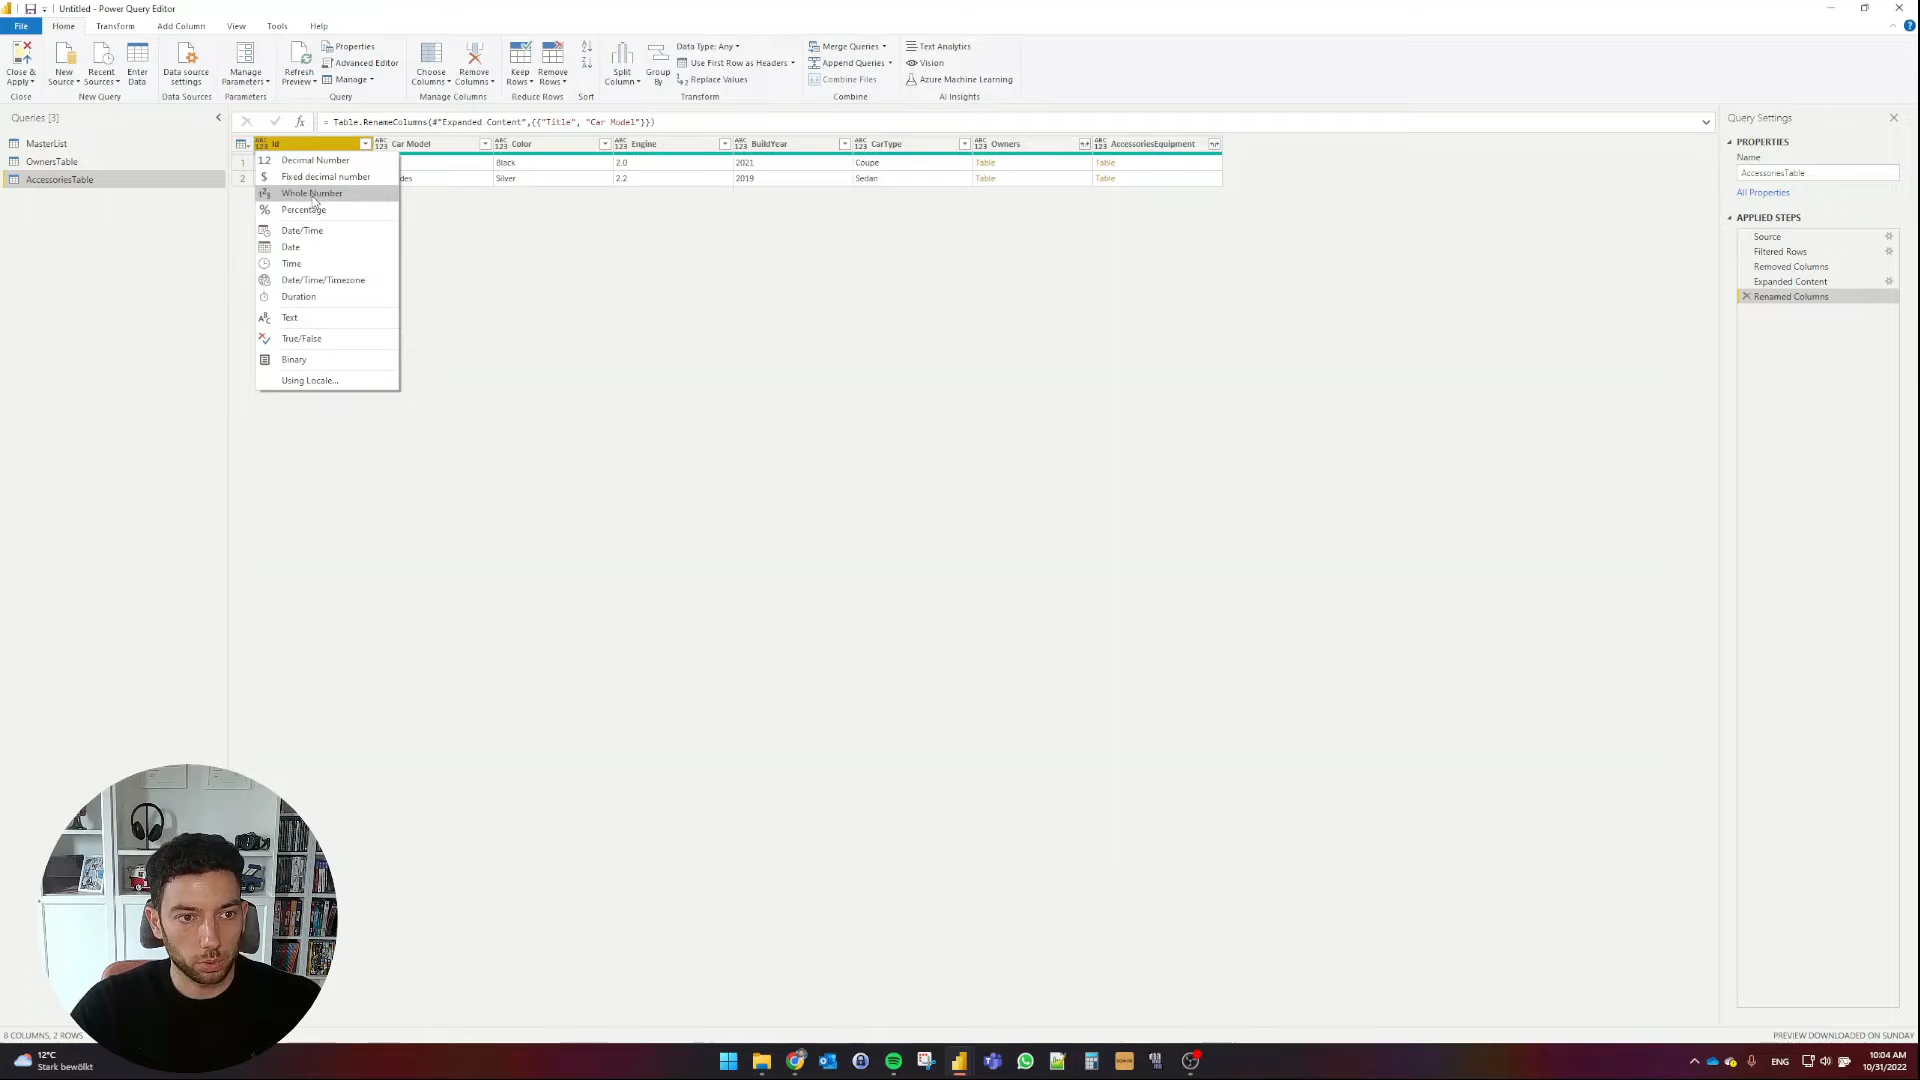 Untitled - Power Query Editor
File Home Transform Add Column View Tools Help
Close & Apply
New Source
Recent Sources
Enter Data
Data source settings
Manage Parameters
Refresh Preview
Properties
Advanced Editor
Manage
Choose Columns
Remove Columns
Keep Rows
Remove Rows
Split Column
Group By
Data Type: Any
Use First Row as Headers
Replace Values
Merge Queries
Append Queries
Combine Files
Text Analytics
Vision
Azure Machine Learning
Close New Query Data Sources Parameters Query Manage Columns Reduce Rows Sort Transform Combine AI Insights
Queries [3]
MasterList
OwnersTable
AccessoriesTable
= Table.RenameColumns(#"Expanded Content",{{"Title", "Car Model"}})
Id Car Model Color Engine BuildYear CarType Owners AccessoriesEquipment
1 Black 2.0 2021 Coupe Table Table
2 des Silver 2.2 2019 Sedan Table Table
1.2 Decimal Number
$ Fixed decimal number
123 Whole Number
% Percentage
Date/Time
Date
Time
Date/Time/Timezone
Duration
ABC Text
True/False
Binary
Using Locale...
Query Settings
PROPERTIES
Name
AccessoriesTable
All Properties
APPLIED STEPS
Source
Filtered Rows
Removed Columns
Expanded Content
Renamed Columns
8 COLUMNS, 2 ROWS
PREVIEW DOWNLOADED ON SUNDAY
12°C
Stark bewölkt
ENG
10:04 AM
10/31/2022